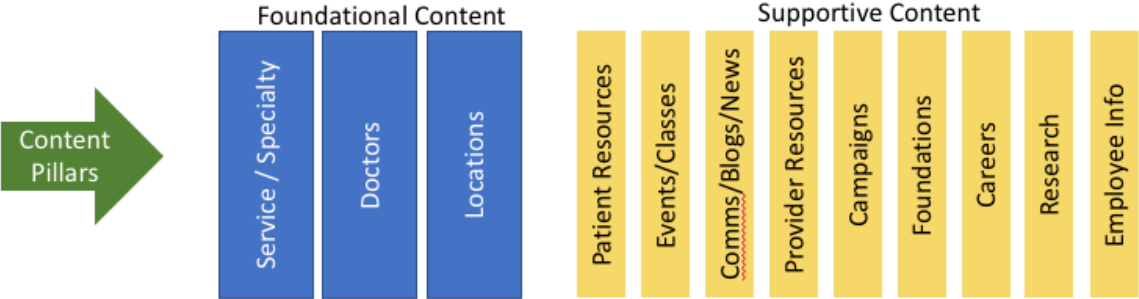 Foundational Content
Supportive Content
Content
Pillars
Service / Specialty
Doctors
Locations
Patient Resources
Events/Classes
Comms/Blogs/News
Provider Resources
Campaigns
Foundations
Careers
Research
Employee Info